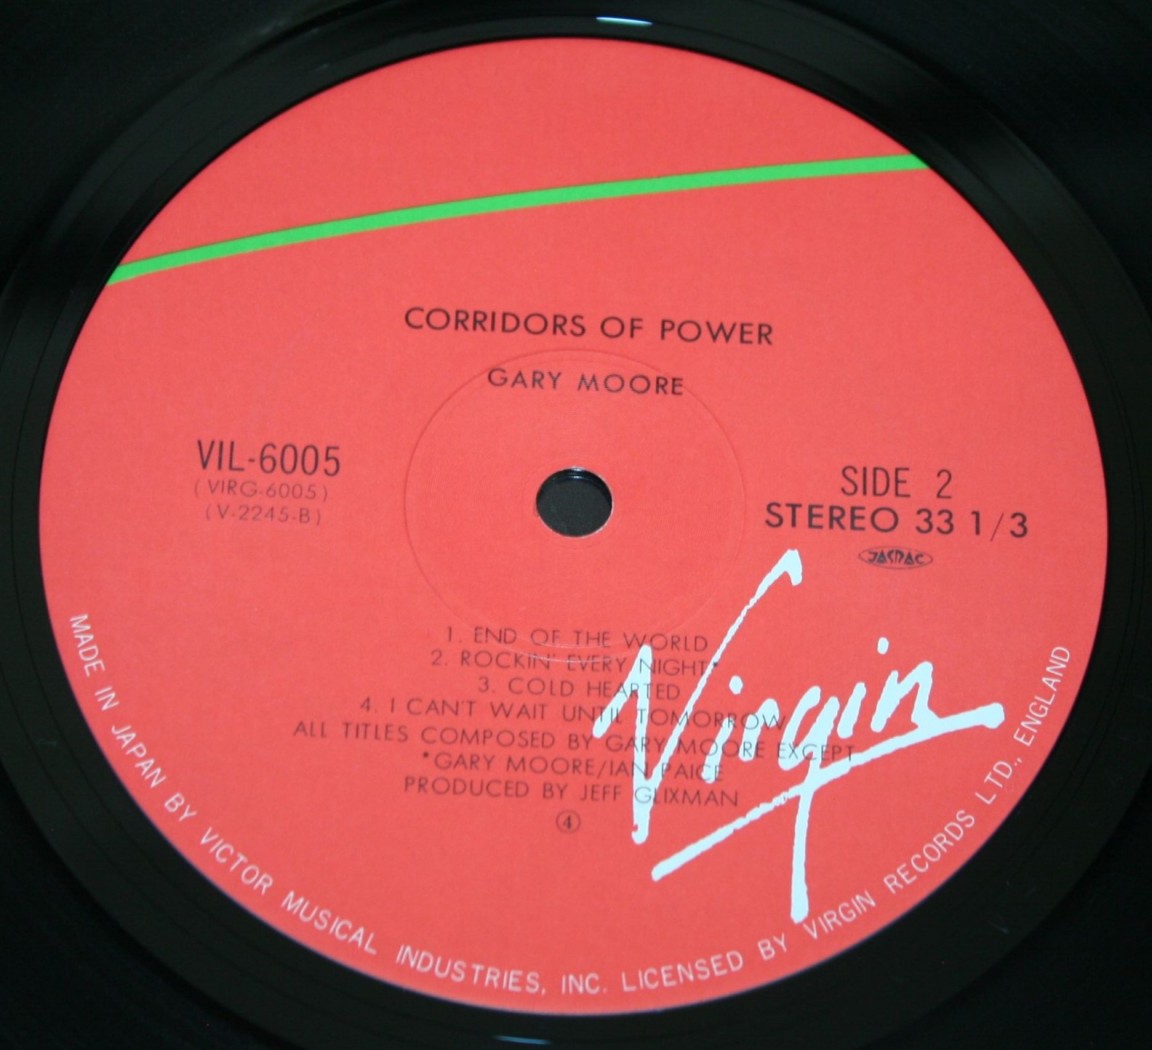 CORRIDORS OF POWER
GARY MOORE
VIL-6005
(VIRG-6005)
(V-2245-B)
SIDE 2
STEREO 33 1/3
JASRAC
1. END OF THE WORLD
2. ROCKIN' EVERY NIGHT*
3. COLD HEARTED
4. I CAN'T WAIT UNTIL TOMORROW
ALL TITLES COMPOSED BY GARY MOORE EXCEPT
*GARY MOORE/IAN PAICE
PRODUCED BY JEFF GLIXMAN
④
Virgin
MADE IN JAPAN BY VICTOR MUSICAL INDUSTRIES, INC. LICENSED BY VIRGIN RECORDS LTD., ENGLAND